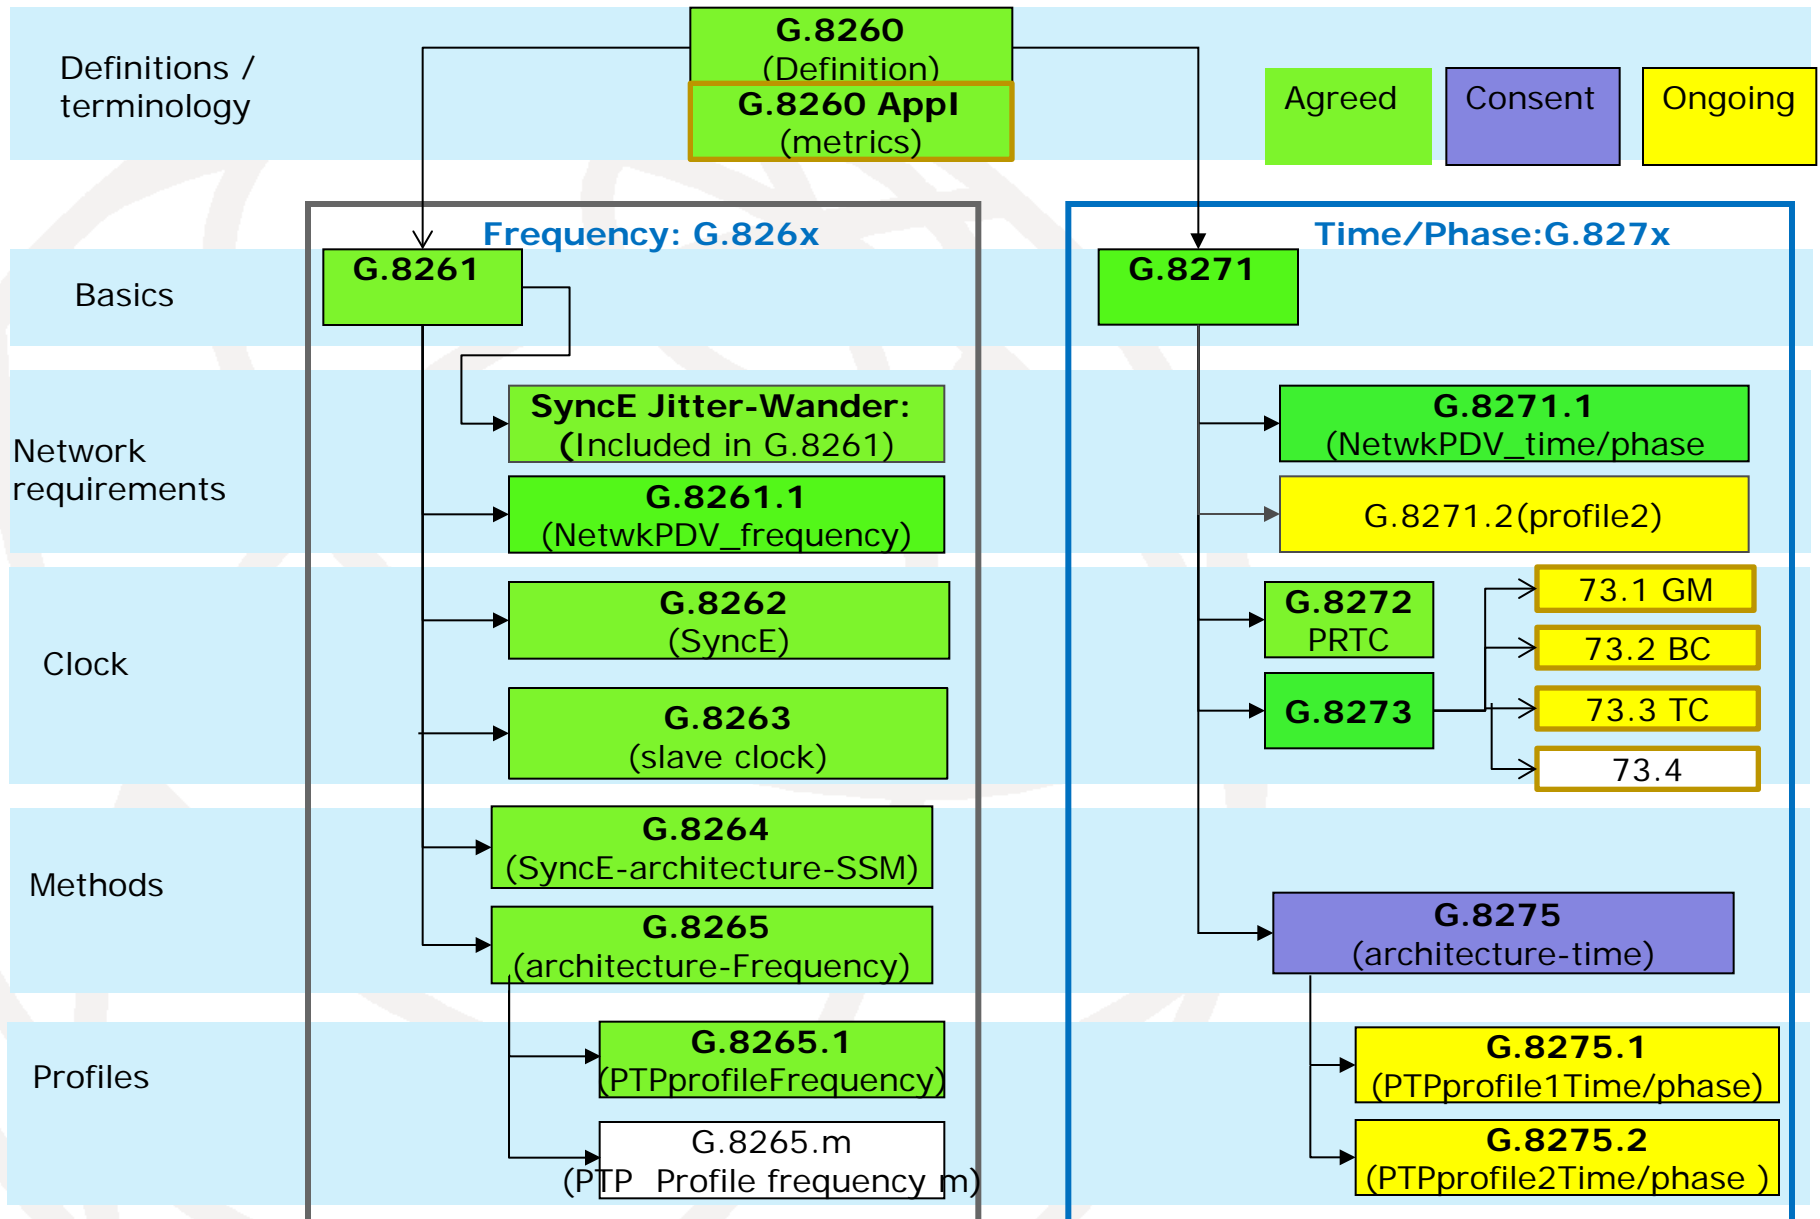 G.8260
(Definition)
G.8260 AppI
(metrics)
Definitions /
terminology
Agreed
Consent
Ongoing
Frequency: G.826x
Time/Phase:G.827x
Basics
G.8261
G.8271
Network
requirements
SyncE Jitter-Wander:
(Included in G.8261)
G.8261.1
(NetwkPDV_frequency)
G.8271.1
(NetwkPDV_time/phase
G.8271.2(profile2)
Clock
G.8262
(SyncE)
G.8263
(slave clock)
G.8272
PRTC
G.8273
73.1 GM
73.2 BC
73.3 TC
73.4
Methods
G.8264
(SyncE-architecture-SSM)
G.8265
(architecture-Frequency)
G.8275
(architecture-time)
Profiles
G.8265.1
(PTPprofileFrequency)
G.8265.m
(PTP Profile frequency m)
G.8275.1
(PTPprofile1Time/phase)
G.8275.2
(PTPprofile2Time/phase )